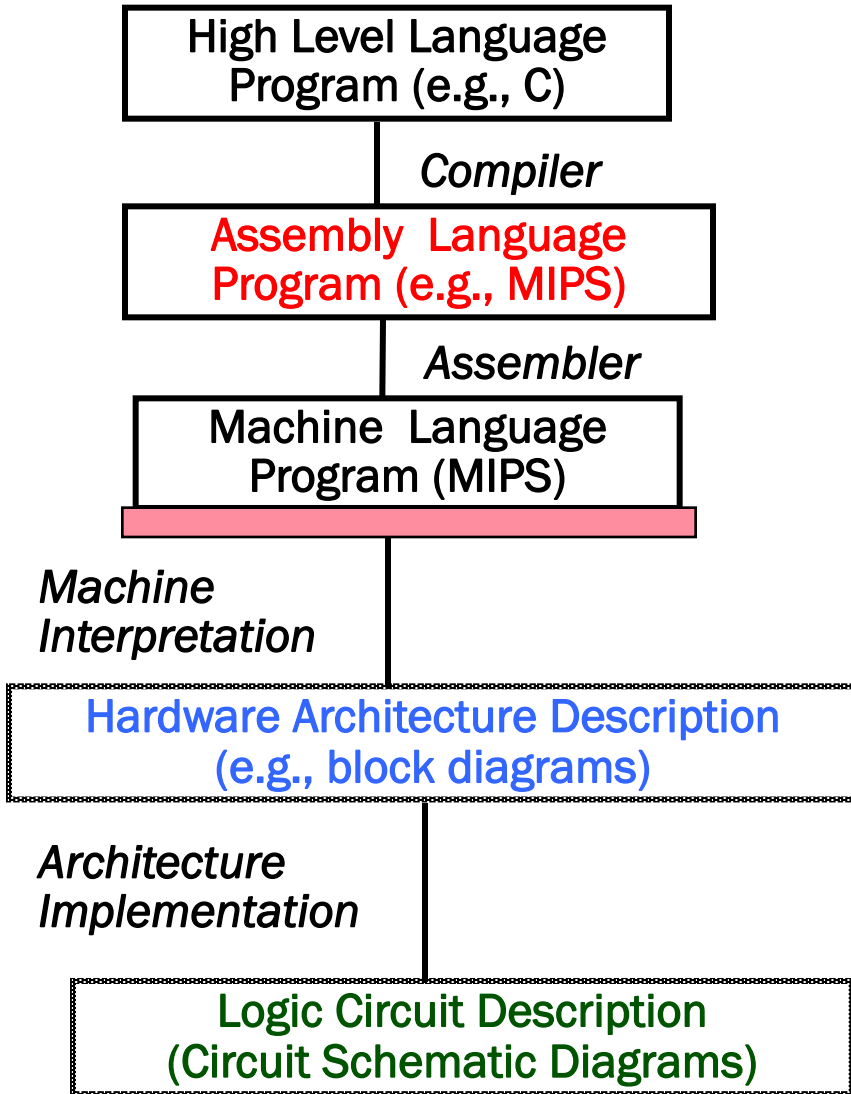 High Level Language
Program (e.g., C)
Compiler
Assembly Language
Program (e.g., MIPS)
Assembler
Machine Language
Program (MIPS)
Machine
Interpretation
Hardware Architecture Description
(e.g., block diagrams)
Architecture
Implementation
Logic Circuit Description
(Circuit Schematic Diagrams)